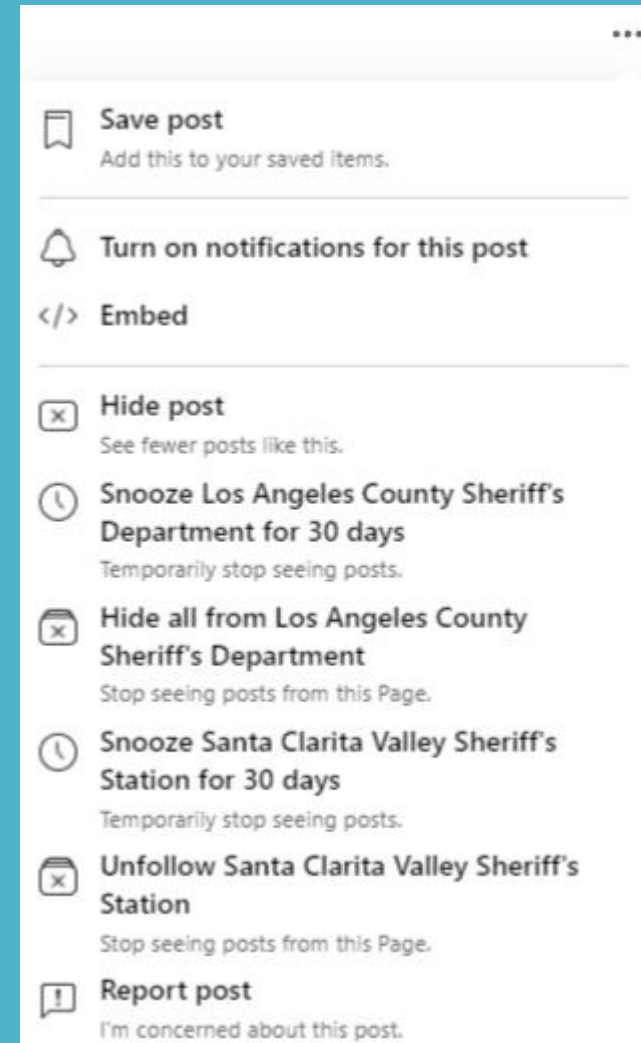 Save post
Add this to your saved items.
Turn on notifications for this post
</> Embed
Hide post
See fewer posts like this.
Snooze Los Angeles County Sheriff's
Department for 30 days
Temporarily stop seeing posts.
Hide all from Los Angeles County
Sheriff's Department
Stop seeing posts from this Page.
Snooze Santa Clarita Valley Sheriff's
Station for 30 days
Temporarily stop seeing posts.
Unfollow Santa Clarita Valley Sheriff's
Station
Stop seeing posts from this Page.
Report post
I'm concerned about this post.